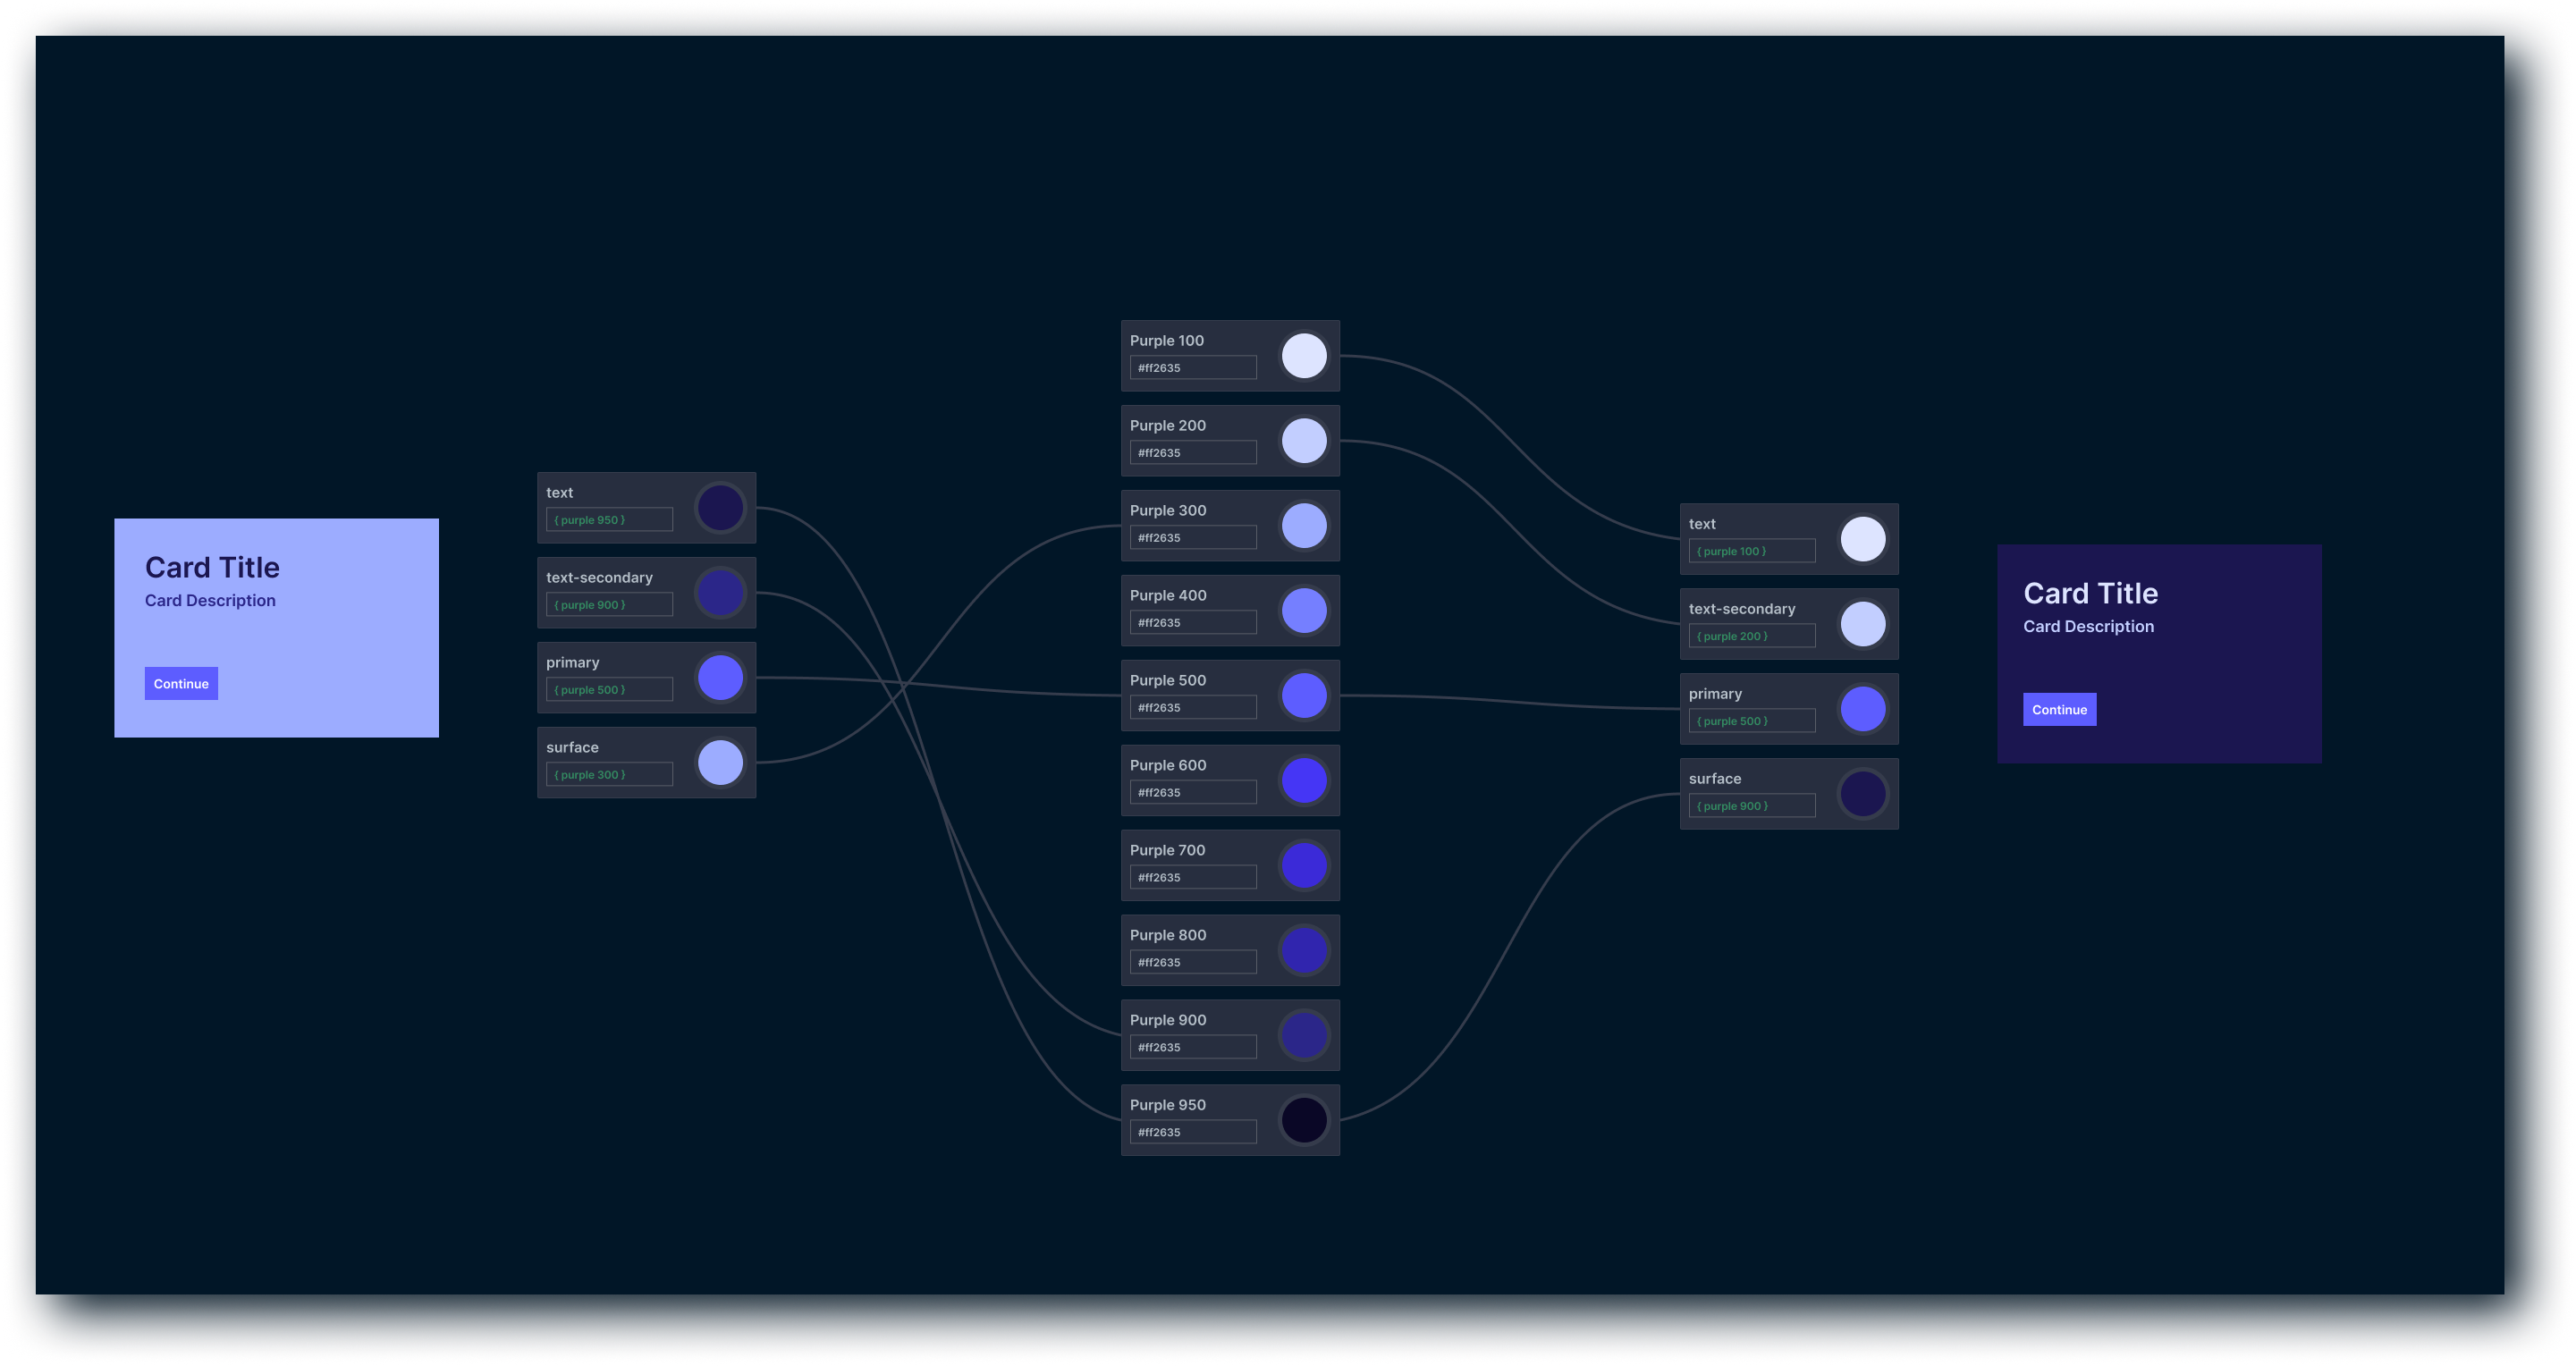 Card Title
Card Description
Continue
text
{ purple 950 }
text-secondary
{ purple 900 }
primary
{ purple 500 }
surface
{ purple 300 }
Purple 100
#ff2635
Purple 200
#ff2635
Purple 300
#ff2635
Purple 400
#ff2635
Purple 500
#ff2635
Purple 600
#ff2635
Purple 700
#ff2635
Purple 800
#ff2635
Purple 900
#ff2635
Purple 950
#ff2635
text
{ purple 100 }
text-secondary
{ purple 200 }
primary
{ purple 500 }
surface
{ purple 900 }
Card Title
Card Description
Continue